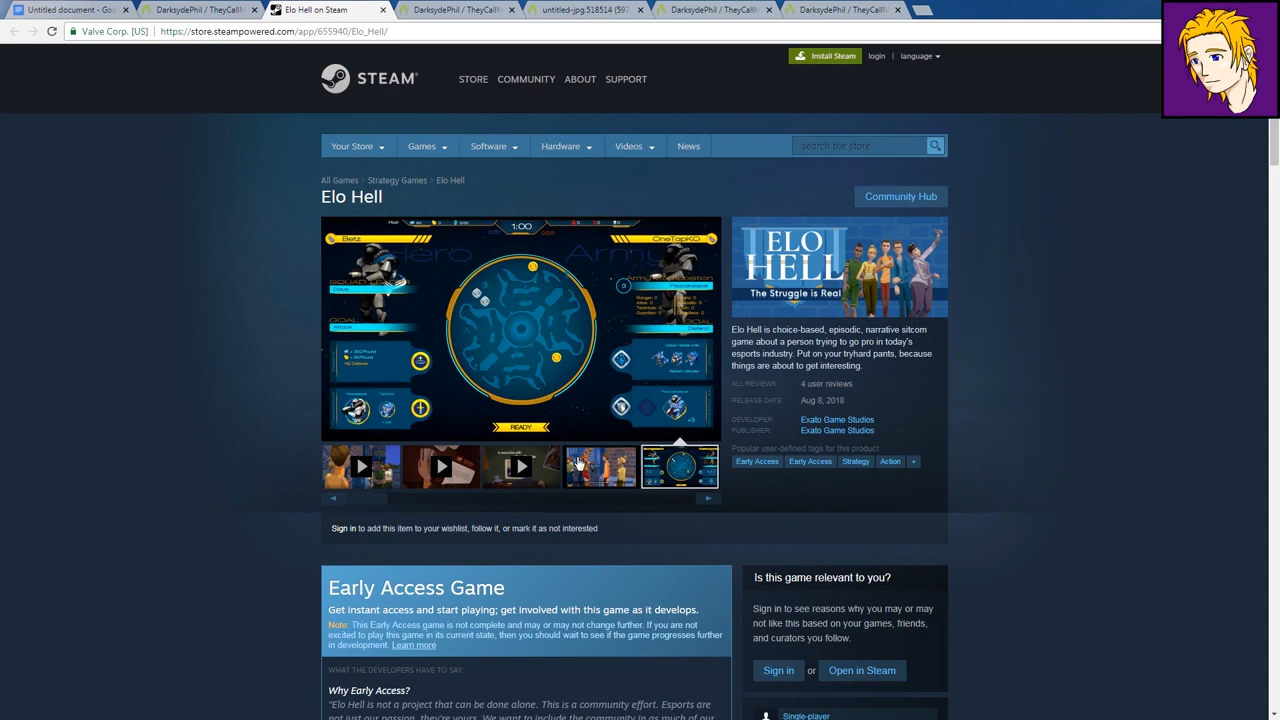 Untitled document - Goo
DarksydePhil / TheyCallM
Elo Hell on Steam
DarksydePhil / TheyCallM
untitled-jpg.518514 (597
DarksydePhil / TheyCallM
DarksydePhil / TheyCallM
Valve Corp. [US]
https://store.steampowered.com/app/655940/Elo_Hell/
Install Steam
login
language
STEAM
STORE
COMMUNITY
ABOUT
SUPPORT
Your Store
Games
Software
Hardware
Videos
News
search the store
All Games > Strategy Games > Elo Hell
Elo Hell
Community Hub
1:00
Betz
OneTapKO
Hero
Army
GOAL
Attack
Peacekeeper
Defend
READY
ELO
HELL
The Struggle is Real
Elo Hell is choice-based, episodic, narrative sitcom
game about a person trying to go pro in today's
esports industry. Put on your tryhard pants, because
things are about to get interesting.
ALL REVIEWS:
4 user reviews
RELEASE DATE:
Aug 8, 2018
DEVELOPER:
Exato Game Studios
PUBLISHER:
Exato Game Studios
Popular user-defined tags for this product:
Early Access
Early Access
Strategy
Action
+
Sign in to add this item to your wishlist, follow it, or mark it as not interested
Early Access Game
Get instant access and start playing; get involved with this game as it develops.
Note: This Early Access game is not complete and may or may not change further. If you are
not excited to play this game in its current state, then you should wait to see if the game progresses further
in development. Learn more
WHAT THE DEVELOPERS HAVE TO SAY:
Why Early Access?
"Elo Hell is not a project that can be done alone. This is a community effort. Esports are
not just our passion, they're yours. We want to include the community in as much of our
Is this game relevant to you?
Sign in to see reasons why you may or may
not like this based on your games, friends,
and curators you follow.
Sign in
or
Open in Steam
Single-player